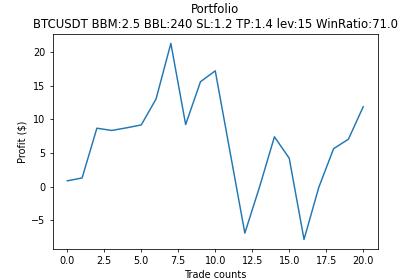 Portfolio
BTCUSDT BBM:2.5 BBL:240 SL:1.2 TP:1.4 lev:15 WinRatio:71.0
Profit ($)
20
15
10
5
0
−5
0.0 2.5 5.0 7.5 10.0 12.5 15.0 17.5 20.0
Trade counts